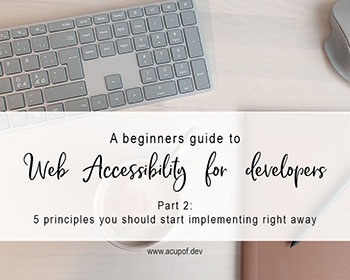 A beginners guide to
Web Accessibility for developers
Part 2:
5 principles you should start implementing right away
www.acupof.dev